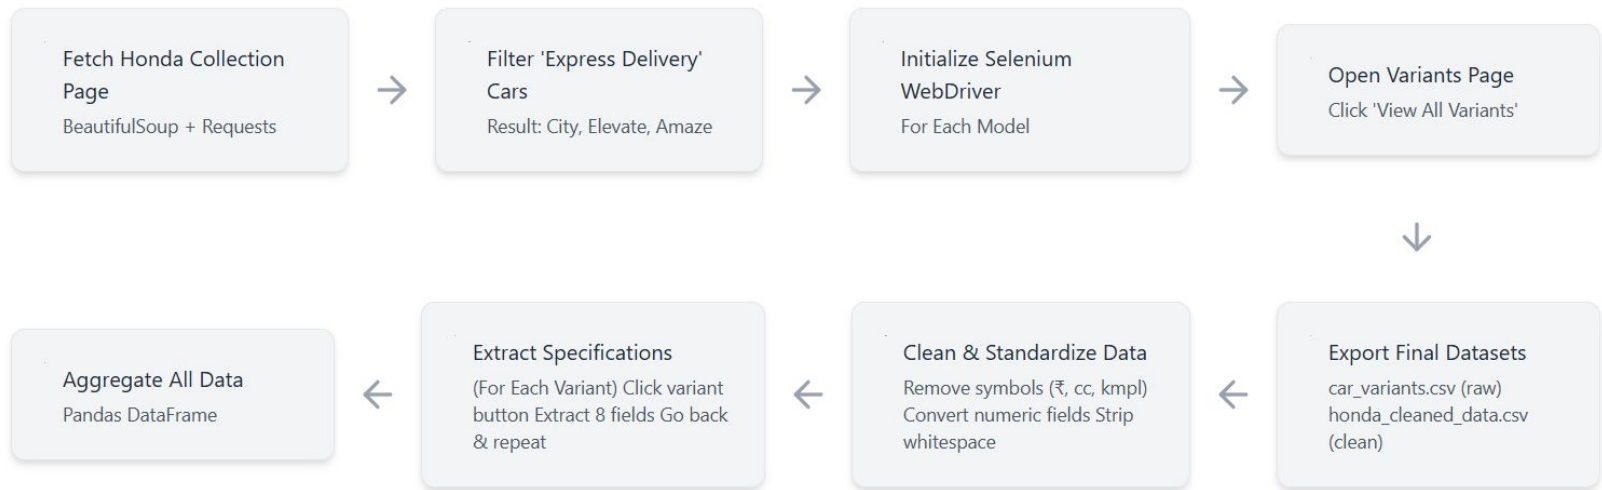 Fetch Honda Collection
Page
BeautifulSoup + Requests
Filter 'Express Delivery'
Cars
Result: City, Elevate, Amaze
Initialize Selenium
WebDriver
For Each Model
Open Variants Page
Click 'View All Variants'
Export Final Datasets
car_variants.csv (raw)
honda_cleaned_data.csv
(clean)
Clean & Standardize Data
Remove symbols (₹, cc, kmpl)
Convert numeric fields Strip
whitespace
Extract Specifications
(For Each Variant) Click variant
button Extract 8 fields Go back
& repeat
Aggregate All Data
Pandas DataFrame